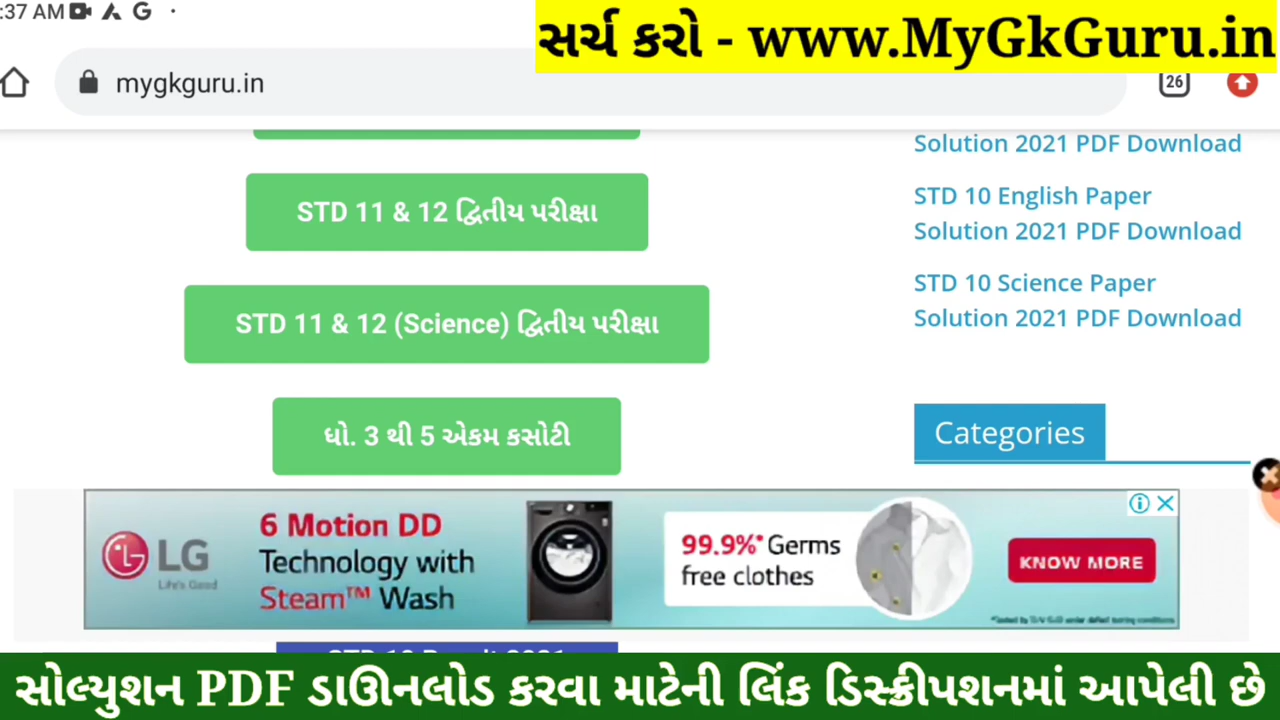 :37 AM
સર્ચ કરો - www.MyGkGuru.in
mygkguru.in
26
Solution 2021 PDF Download
STD 11 & 12 દ્વિતીય પરીક્ષા
STD 10 English Paper
Solution 2021 PDF Download
STD 11 & 12 (Science) દ્વિતીય પરીક્ષા
STD 10 Science Paper
Solution 2021 PDF Download
ધો. 3 થી 5 એકમ કસોટી
Categories
LG
Life's Good
6 Motion DD
Technology with
Steam™ Wash
99.9%* Germs
free clothes
KNOW MORE
સોલ્યુશન PDF ડાઊનલોડ કરવા માટેની લિંક ડિસ્ક્રીપશનમાં આપેલી છે